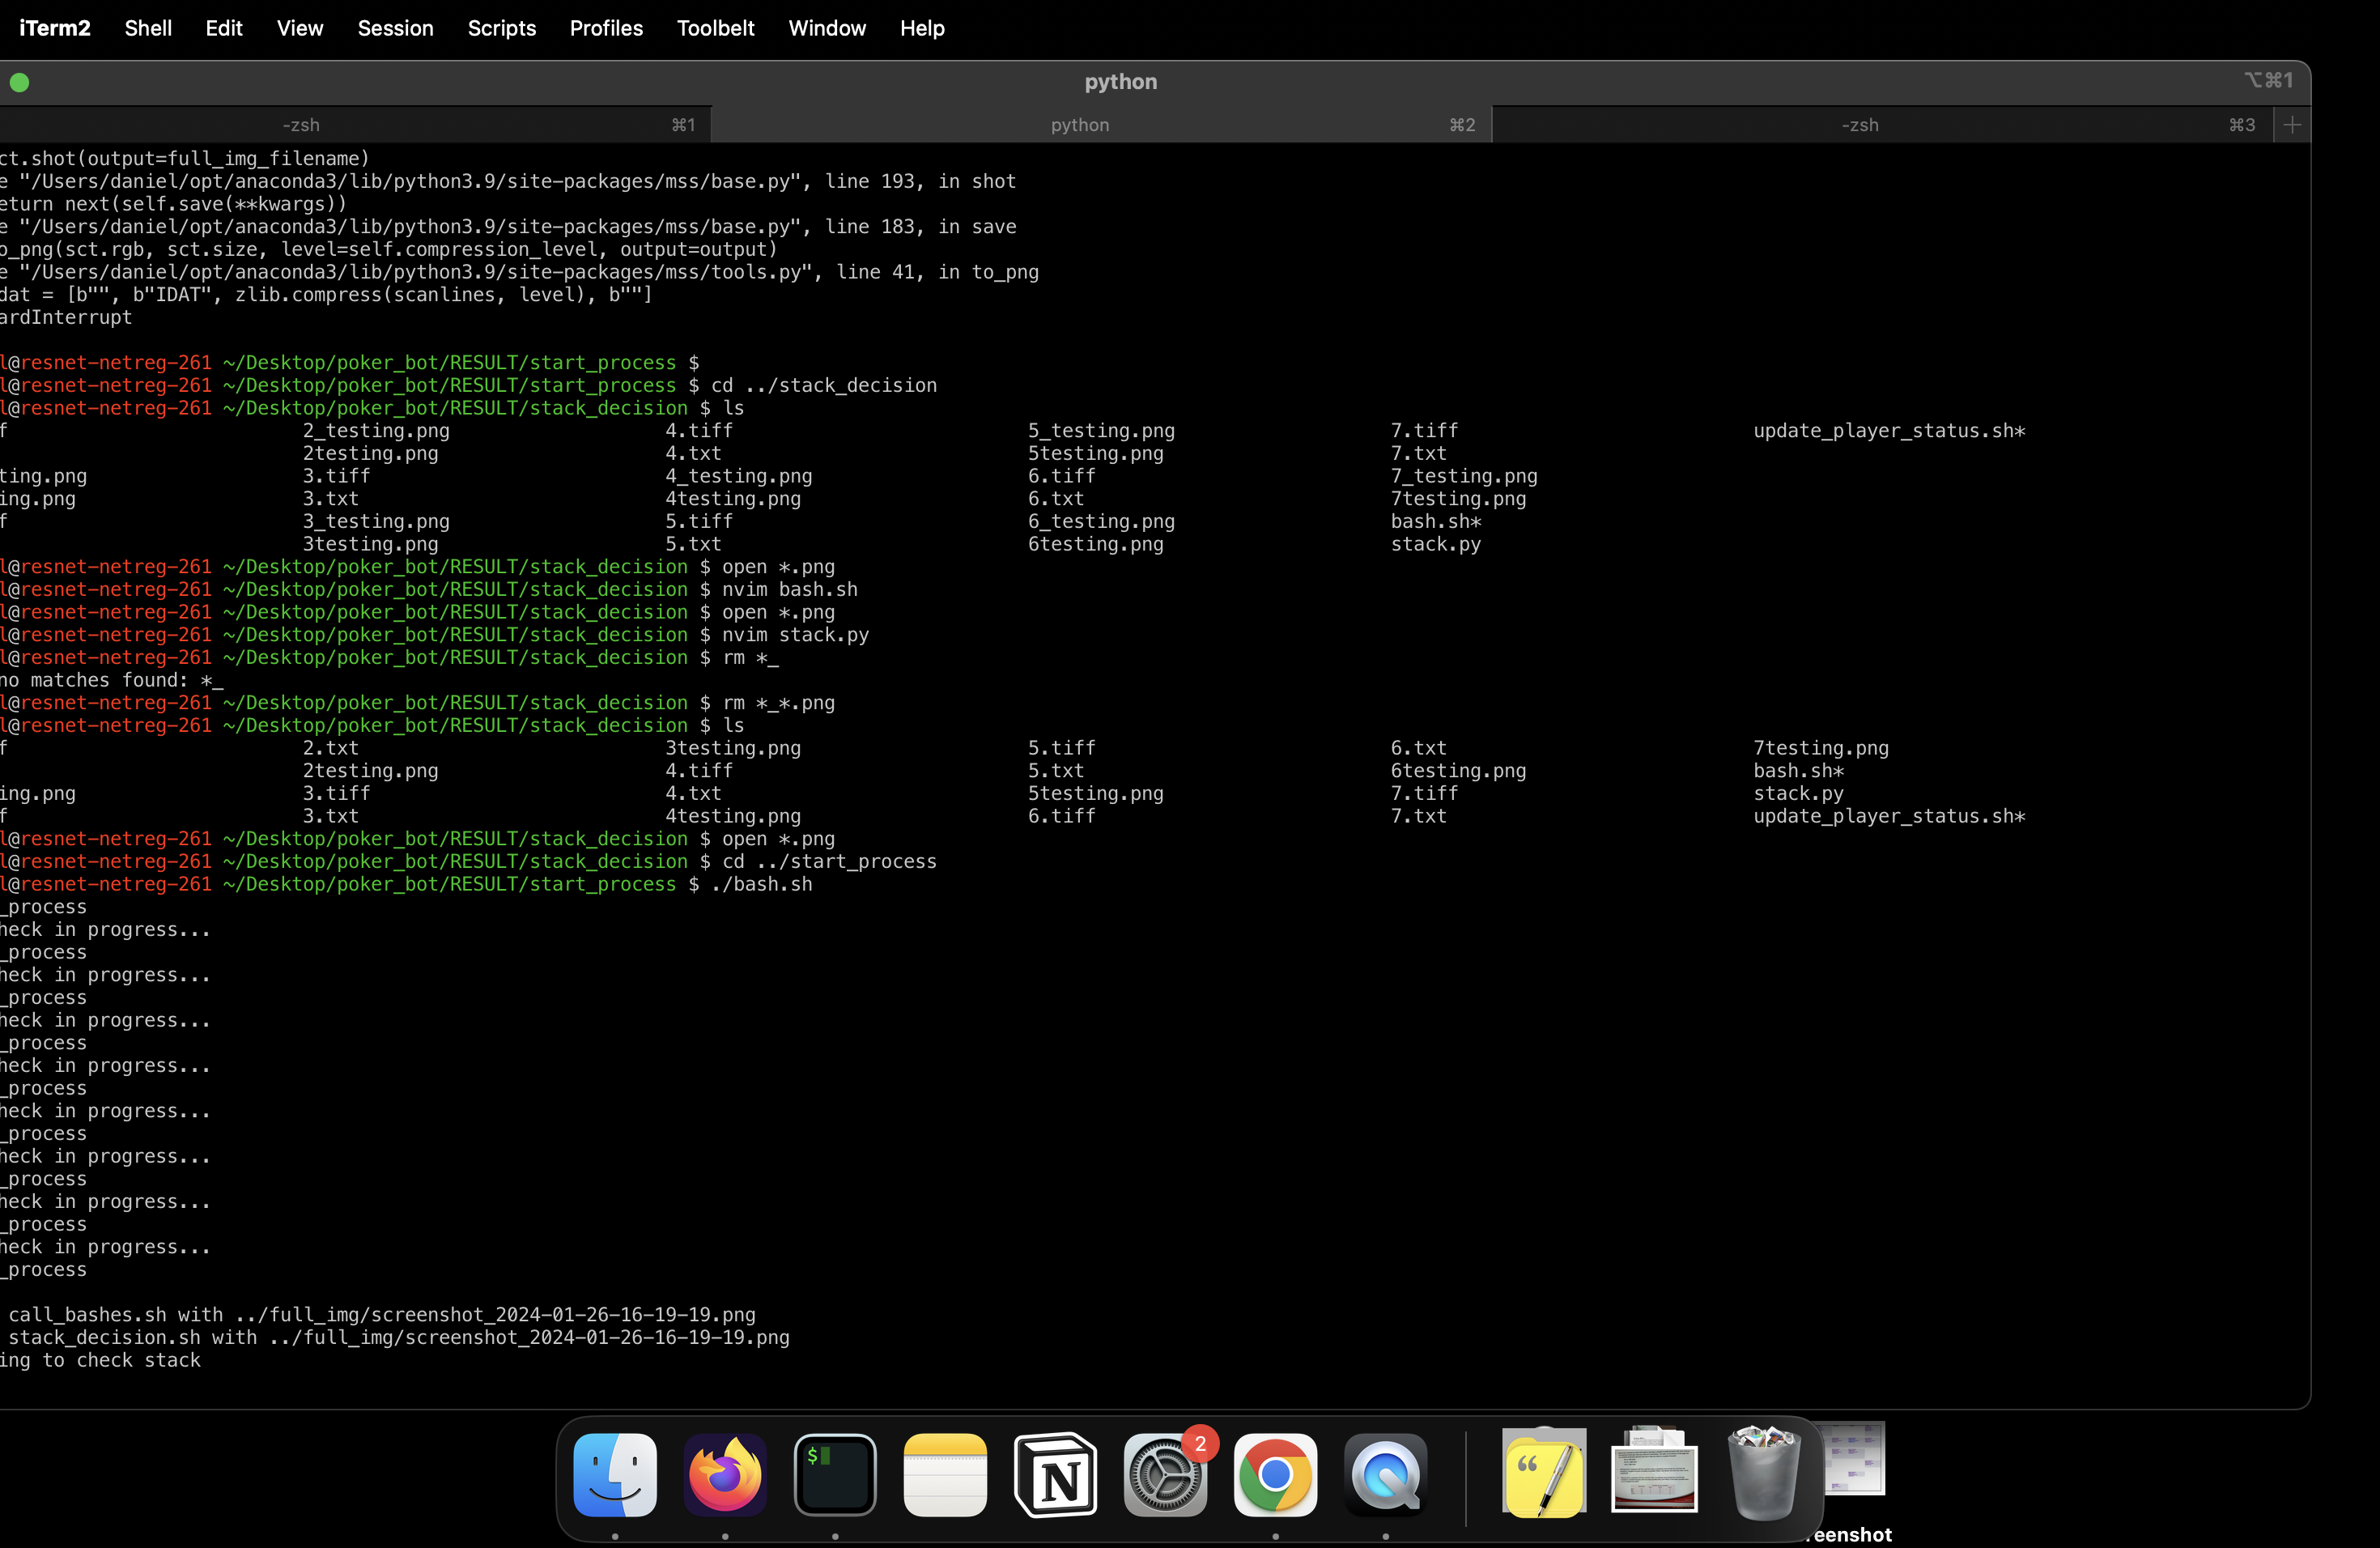 iTerm2 Shell Edit View Session Scripts Profiles Toolbelt Window Help
python ⌥⌘1
-zsh ⌘1 python ⌘2 -zsh ⌘3 +
ct.shot(output=full_img_filename)
e "/Users/daniel/opt/anaconda3/lib/python3.9/site-packages/mss/base.py", line 193, in shot
eturn next(self.save(**kwargs))
e "/Users/daniel/opt/anaconda3/lib/python3.9/site-packages/mss/base.py", line 183, in save
o_png(sct.rgb, sct.size, level=self.compression_level, output=output)
e "/Users/daniel/opt/anaconda3/lib/python3.9/site-packages/mss/tools.py", line 41, in to_png
dat = [b"", b"IDAT", zlib.compress(scanlines, level), b""]
ardInterrupt
l@resnet-netreg-261 ~/Desktop/poker_bot/RESULT/start_process $
l@resnet-netreg-261 ~/Desktop/poker_bot/RESULT/start_process $ cd ../stack_decision
l@resnet-netreg-261 ~/Desktop/poker_bot/RESULT/stack_decision $ ls
f 2_testing.png 4.tiff 5_testing.png 7.tiff update_player_status.sh*
2testing.png 4.txt 5testing.png 7.txt
ting.png 3.tiff 4_testing.png 6.tiff 7_testing.png
ing.png 3.txt 4testing.png 6.txt 7testing.png
f 3_testing.png 5.tiff 6_testing.png bash.sh*
3testing.png 5.txt 6testing.png stack.py
l@resnet-netreg-261 ~/Desktop/poker_bot/RESULT/stack_decision $ open *.png
l@resnet-netreg-261 ~/Desktop/poker_bot/RESULT/stack_decision $ nvim bash.sh
l@resnet-netreg-261 ~/Desktop/poker_bot/RESULT/stack_decision $ open *.png
l@resnet-netreg-261 ~/Desktop/poker_bot/RESULT/stack_decision $ nvim stack.py
l@resnet-netreg-261 ~/Desktop/poker_bot/RESULT/stack_decision $ rm *_
no matches found: *_
l@resnet-netreg-261 ~/Desktop/poker_bot/RESULT/stack_decision $ rm *_*.png
l@resnet-netreg-261 ~/Desktop/poker_bot/RESULT/stack_decision $ ls
f 2.txt 3testing.png 5.tiff 6.txt 7testing.png
2testing.png 4.tiff 5.txt 6testing.png bash.sh*
ing.png 3.tiff 4.txt 5testing.png 7.tiff stack.py
f 3.txt 4testing.png 6.tiff 7.txt update_player_status.sh*
l@resnet-netreg-261 ~/Desktop/poker_bot/RESULT/stack_decision $ open *.png
l@resnet-netreg-261 ~/Desktop/poker_bot/RESULT/stack_decision $ cd ../start_process
l@resnet-netreg-261 ~/Desktop/poker_bot/RESULT/start_process $ ./bash.sh
_process
heck in progress...
_process
heck in progress...
_process
heck in progress...
_process
heck in progress...
_process
heck in progress...
_process
heck in progress...
_process
heck in progress...
_process
heck in progress...
_process
call_bashes.sh with ../full_img/screenshot_2024-01-26-16-19-19.png
stack_decision.sh with ../full_img/screenshot_2024-01-26-16-19-19.png
ing to check stack
$
N
2
reenshot